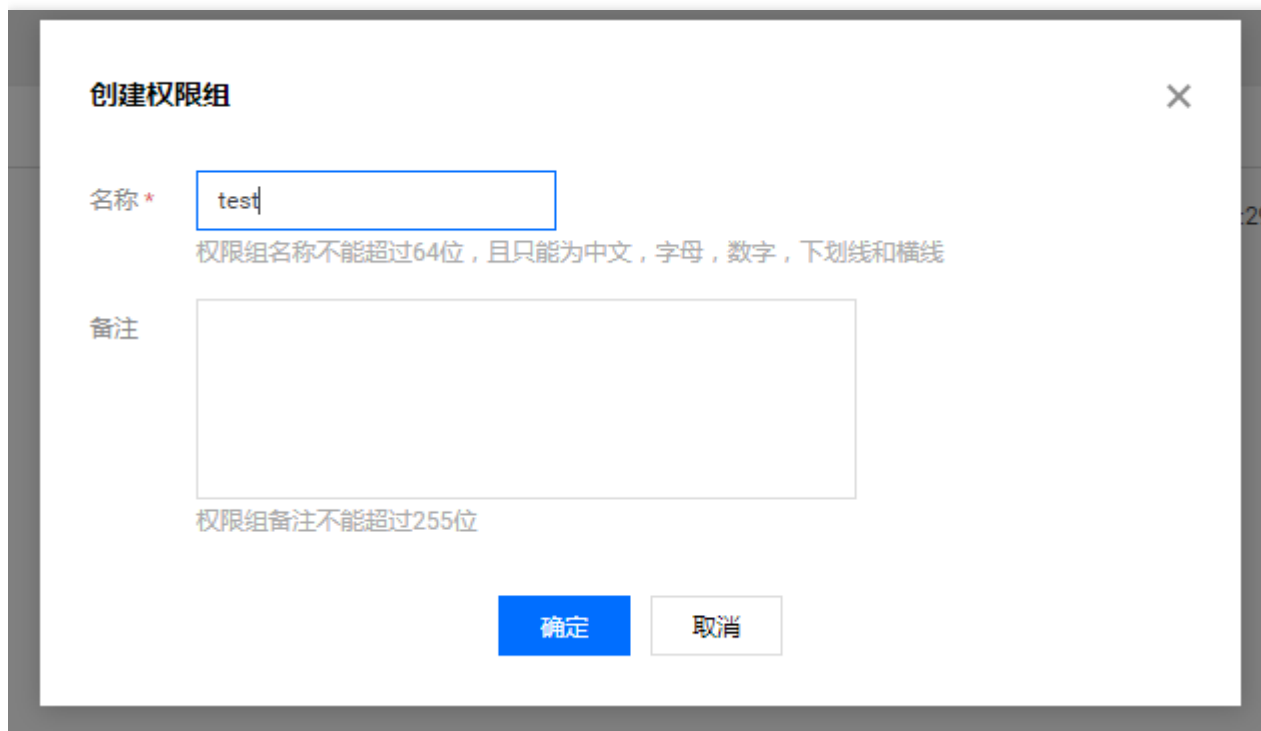 创建权限组
名称 * test
权限组名称不能超过64位，且只能为中文，字母，数字，下划线和横线
备注
权限组备注不能超过255位
确定 取消